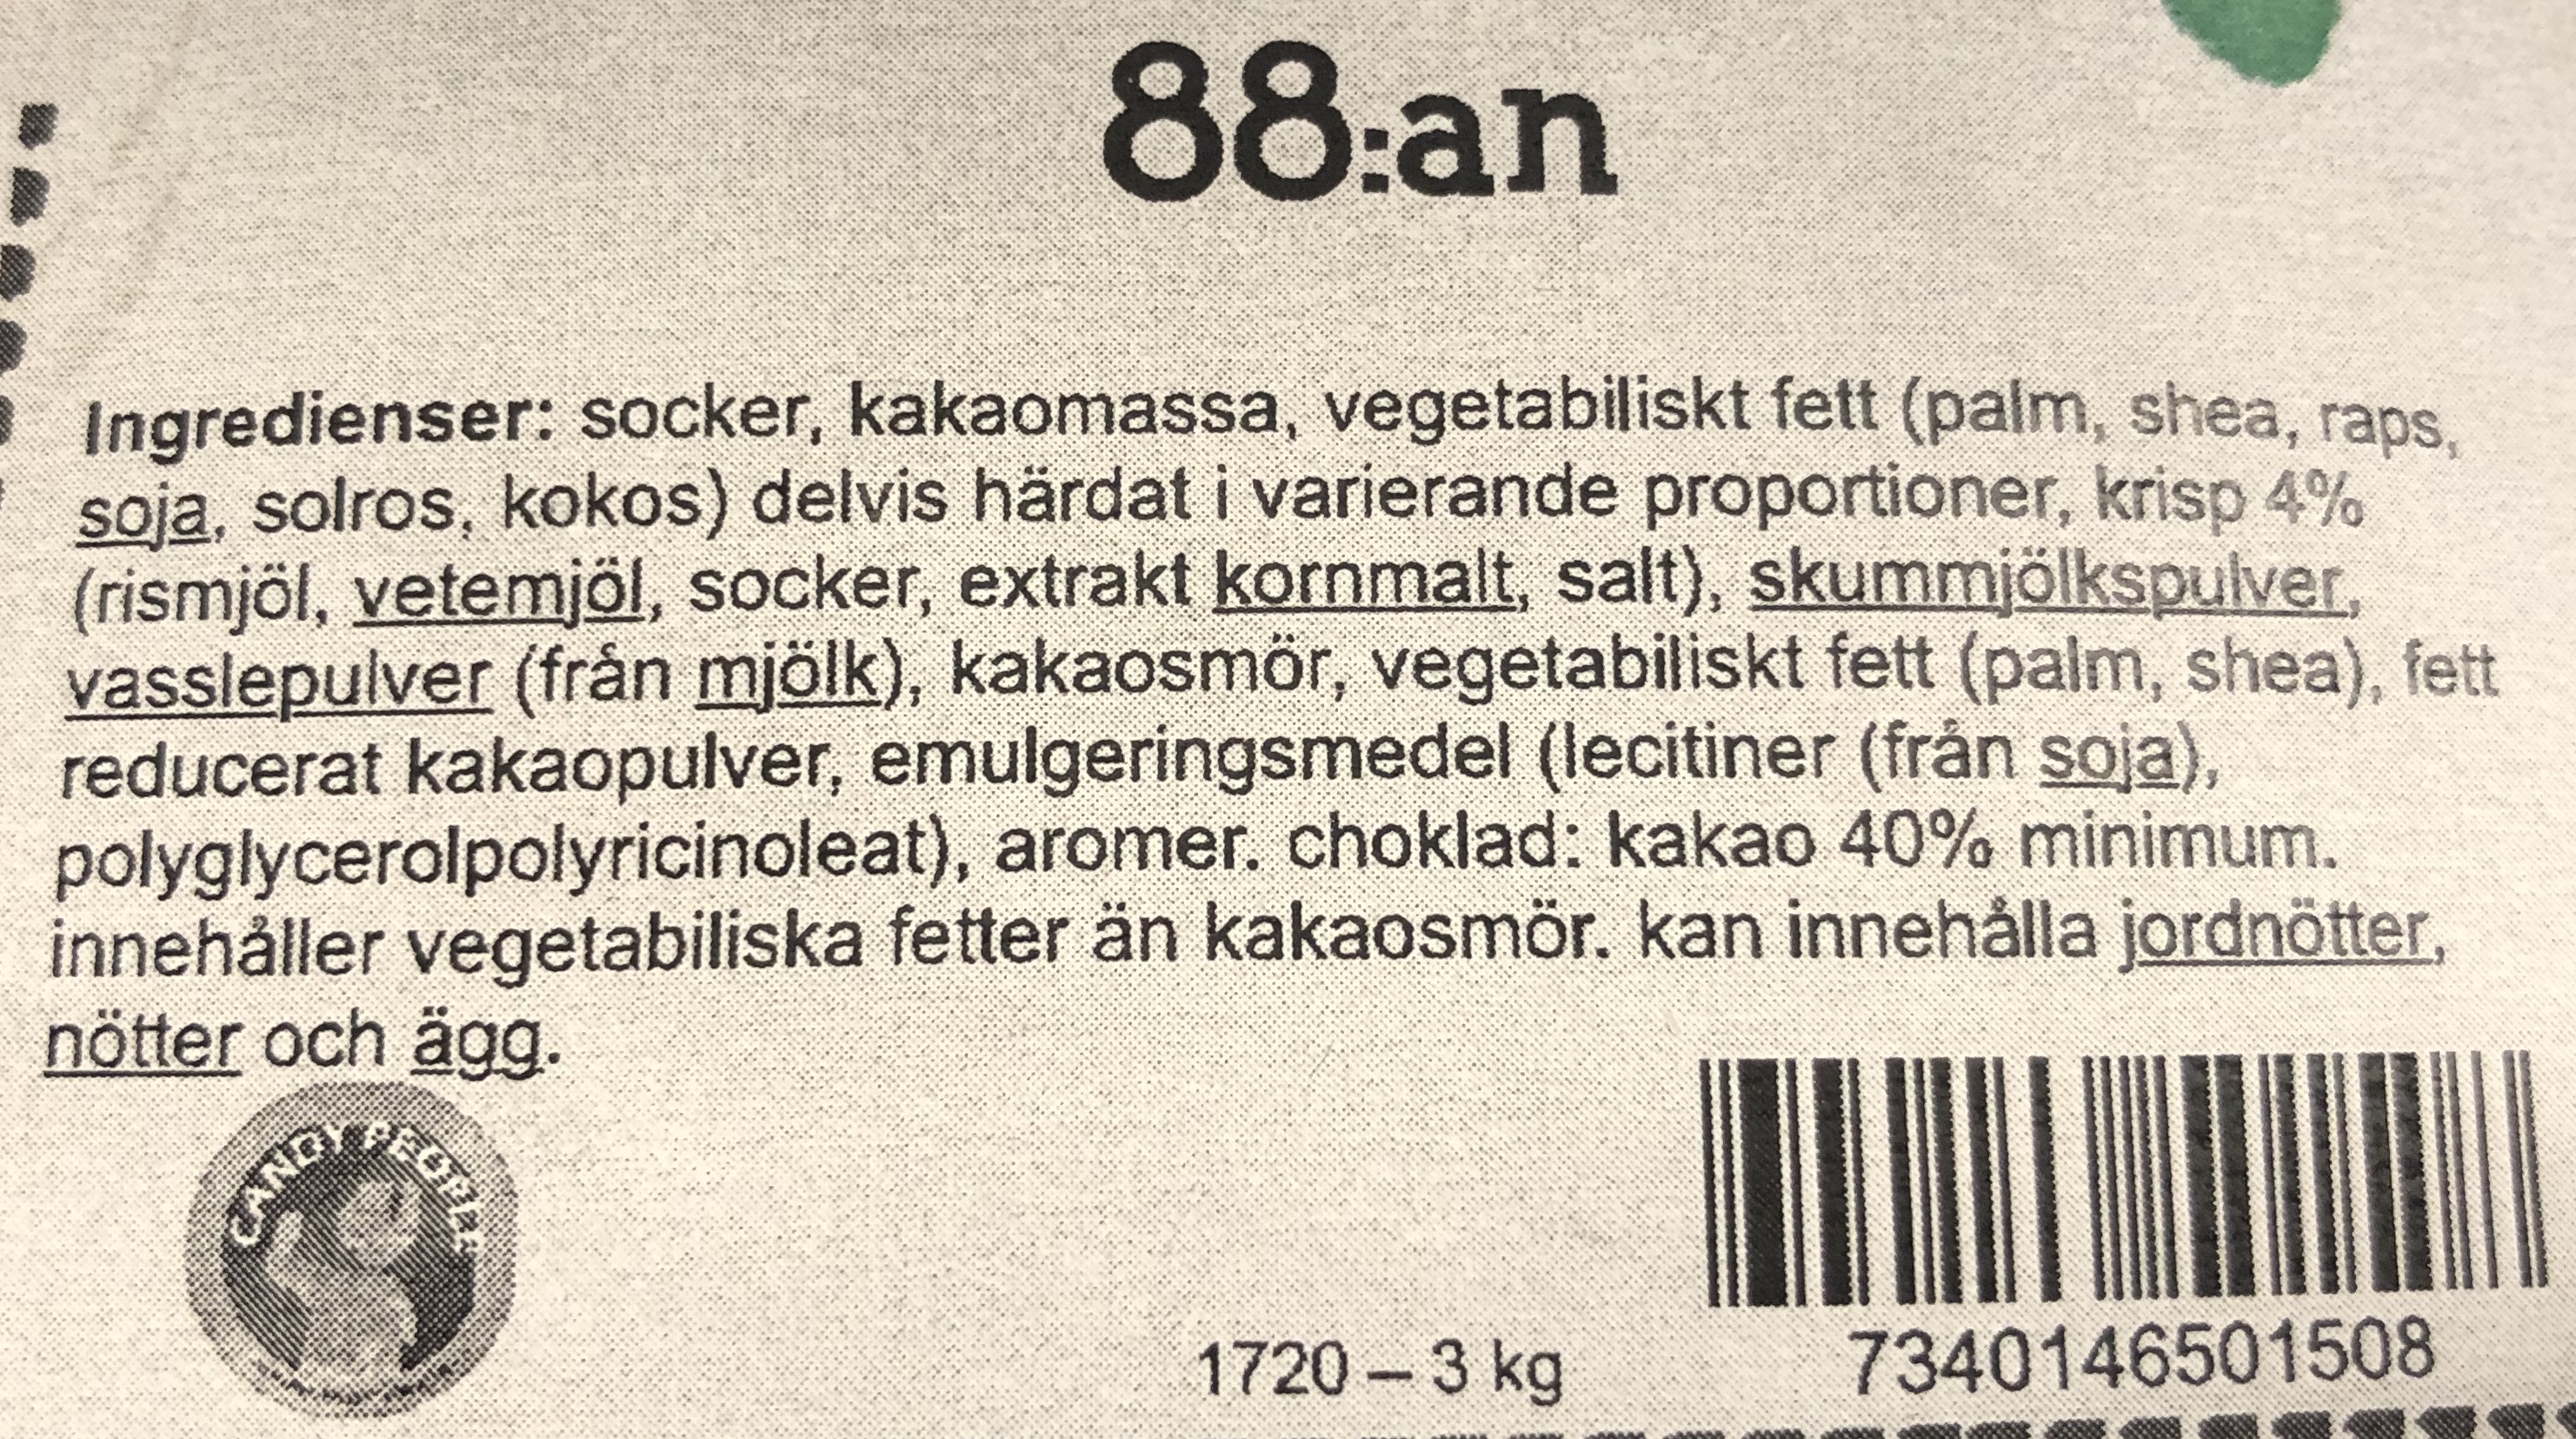 88:an
Ingredienser: socker, kakaomassa, vegetabiliskt fett (palm, shea, raps,
soja, solros, kokos) delvis härdat i varierande proportioner, krisp 4%
(rismjöl, vetemjöl, socker, extrakt kornmalt, salt), skummjölkspulver,
vasslepulver (från mjölk), kakaosmör, vegetabiliskt fett (palm, shea), fett
reducerat kakaopulver, emulgeringsmedel (lecitiner (från soja),
polyglycerolpolyricinoleat), aromer. choklad: kakao 40% minimum.
innehåller vegetabiliska fetter än kakaosmör. kan innehålla jordnötter,
nötter och ägg.
CANDY PEOPLE
1720 – 3 kg
7340146501508